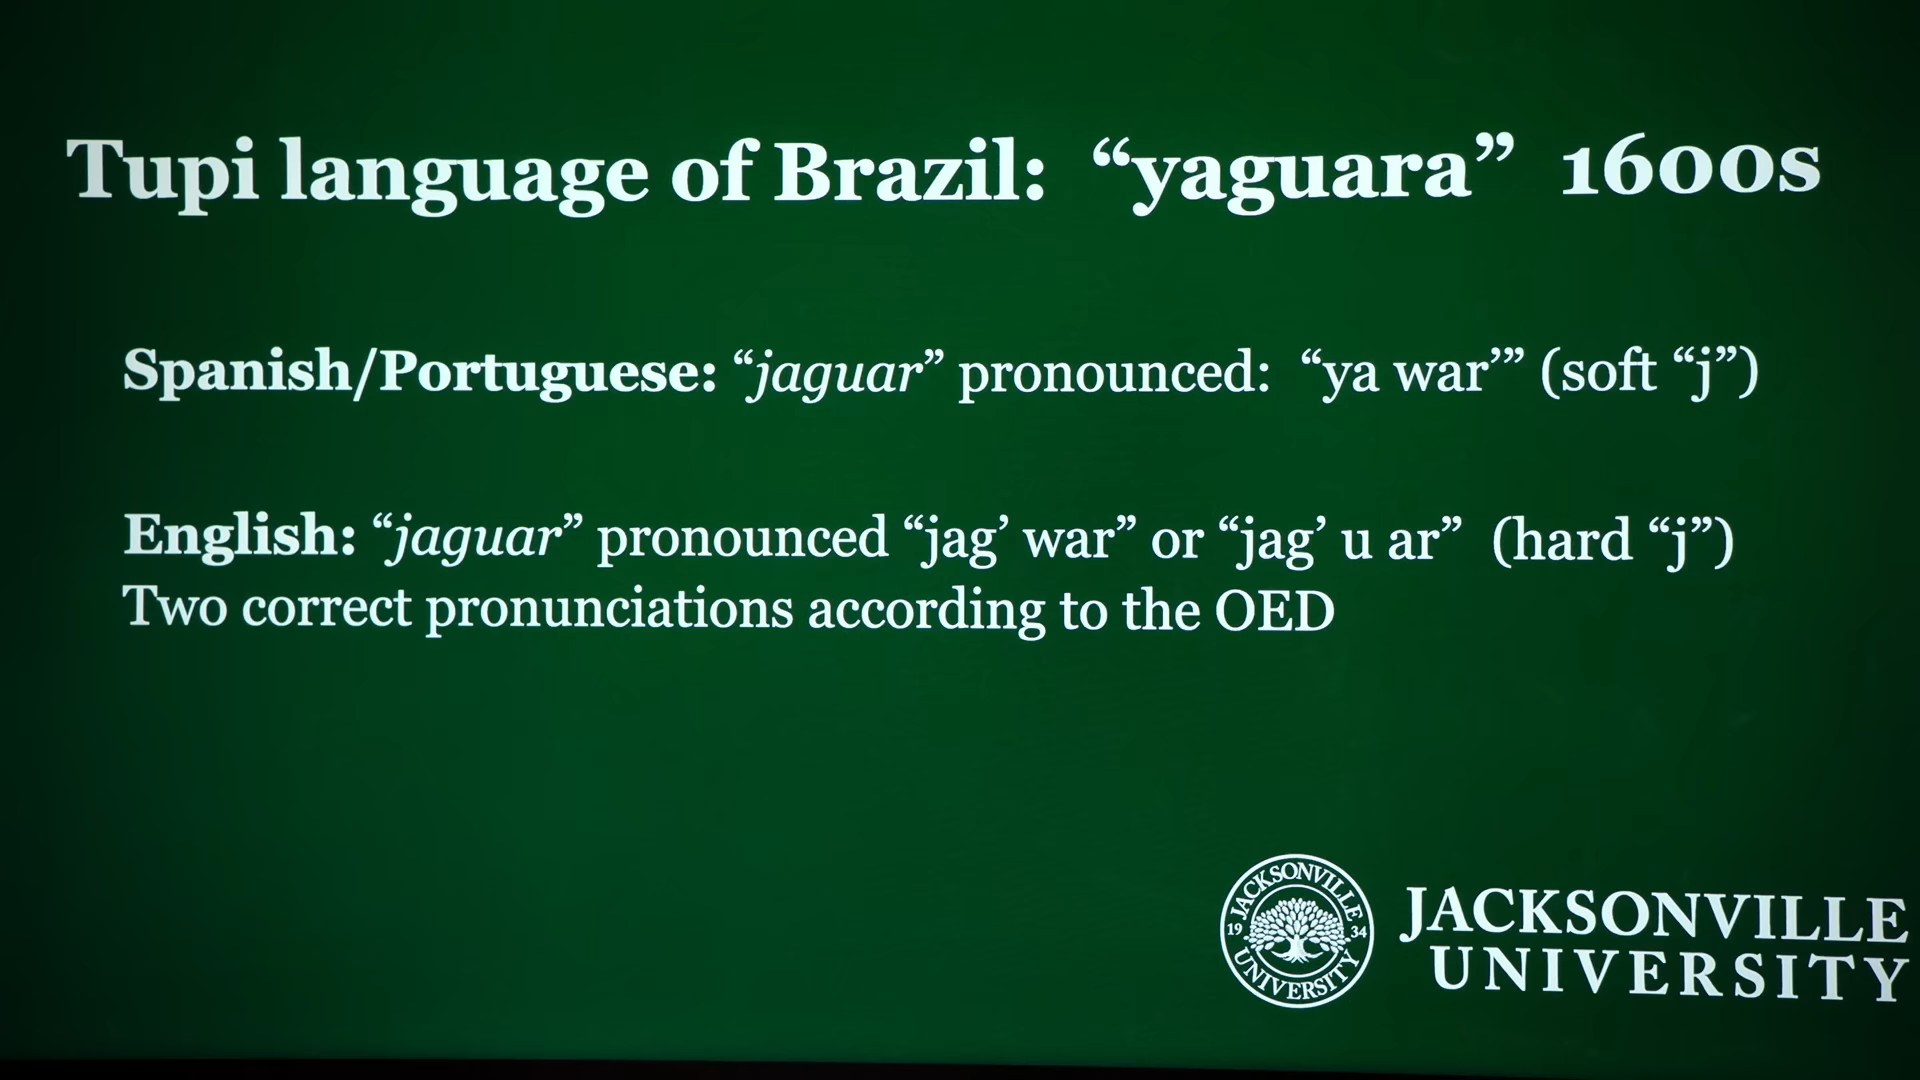 Tupi language of Brazil: “yaguara” 1600s
Spanish/Portuguese: “jaguar” pronounced: “ya war’” (soft “j”)
English: “jaguar” pronounced “jag’ war” or “jag’ u ar” (hard “j”)
Two correct pronunciations according to the OED
JACKSONVILLE
19 34
UNIVERSITY
JACKSONVILLE
UNIVERSITY